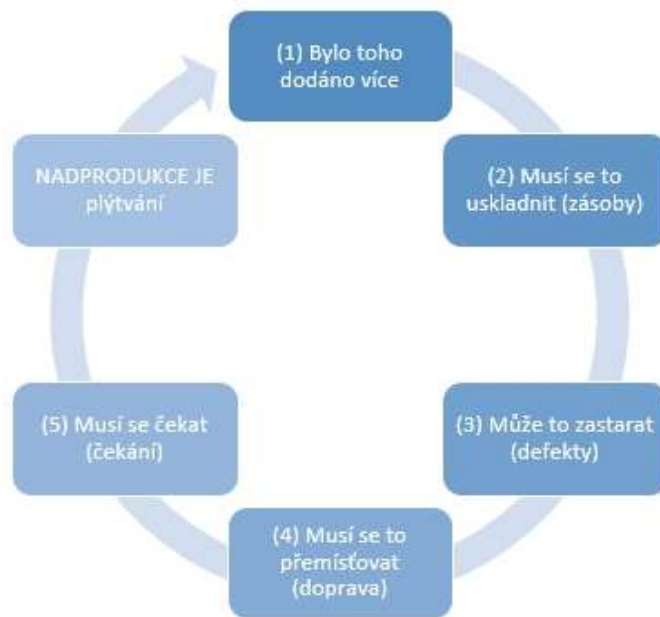 (1) Bylo toho
dodáno více
(2) Musí se to
uskladnit (zásoby)
(3) Může to zastarat
(defekty)
(4) Musí se to
přemísťovat
(doprava)
(5) Musí se čekat
(čekání)
NADPRODUKCE JE
plýtvání